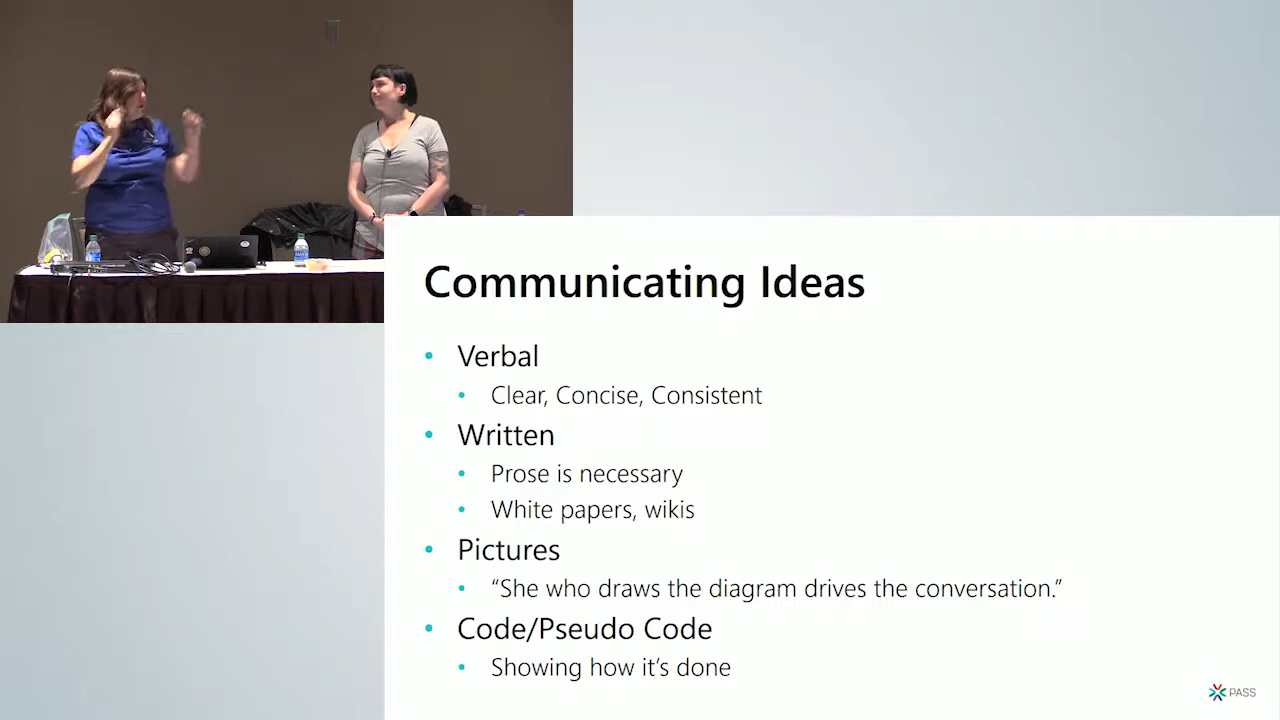 Communicating Ideas
• Verbal
• Clear, Concise, Consistent
• Written
• Prose is necessary
• White papers, wikis
• Pictures
• “She who draws the diagram drives the conversation.”
• Code/Pseudo Code
• Showing how it’s done
PASS